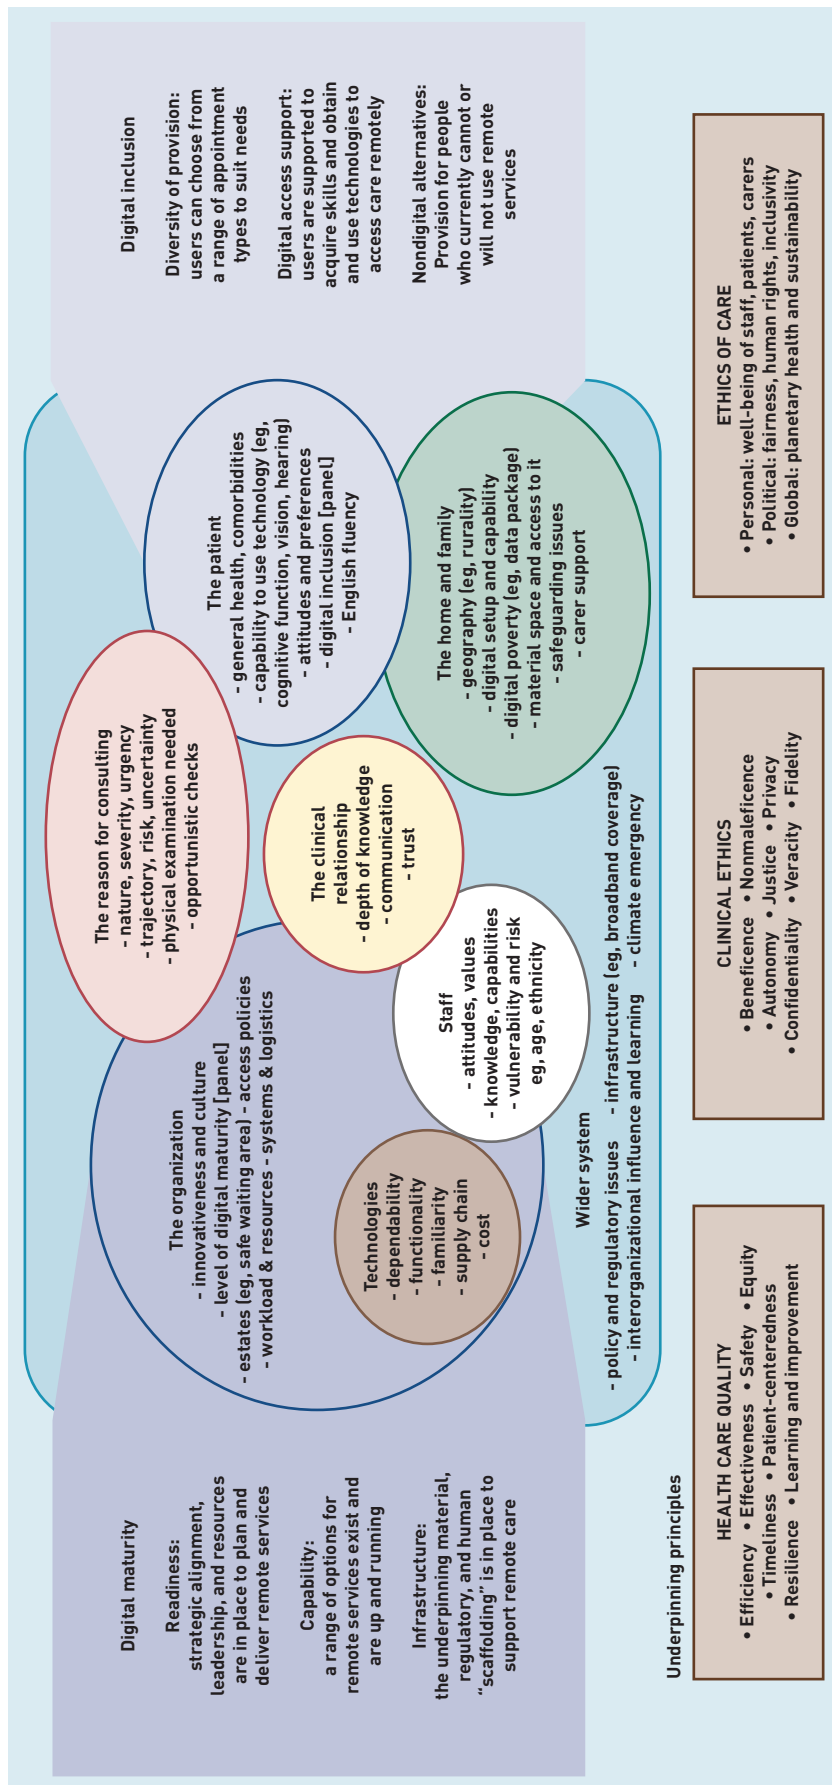 Digital maturity
Readiness:
strategic alignment,
leadership, and resources
are in place to plan and
deliver remote services
Capability:
a range of options for
remote services exist and
are up and running
Infrastructure:
the underpinning material,
regulatory, and human
“scaffolding” is in place to
support remote care
The organization
- innovativeness and culture
- level of digital maturity [panel]
- estates (eg, safe waiting area) - access policies
- workload & resources - systems & logistics
Technologies
- dependability
- functionality
- familiarity
- supply chain
- cost
Staff
- attitudes, values
- knowledge, capabilities
- vulnerability and risk
eg, age, ethnicity
The reason for consulting
- nature, severity, urgency
- trajectory, risk, uncertainty
- physical examination needed
- opportunistic checks
The clinical
relationship
- depth of knowledge
- communication
- trust
The patient
- general health, comorbidities
- capability to use technology (eg,
cognitive function, vision, hearing)
- attitudes and preferences
- digital inclusion [panel]
- English fluency
The home and family
- geography (eg, rurality)
- digital setup and capability
- digital poverty (eg, data package)
- material space and access to it
- safeguarding issues
- carer support
Wider system
- policy and regulatory issues - infrastructure (eg, broadband coverage)
- interorganizational influence and learning - climate emergency
Digital inclusion
Diversity of provision:
users can choose from
a range of appointment
types to suit needs
Digital access support:
users are supported to
acquire skills and obtain
and use technologies to
access care remotely
Nondigital alternatives:
Provision for people
who currently cannot or
will not use remote
services
Underpinning principles
HEALTH CARE QUALITY
• Efficiency • Effectiveness • Safety • Equity
• Timeliness • Patient-centeredness
• Resilience • Learning and improvement
CLINICAL ETHICS
• Beneficence • Nonmaleficence
• Autonomy • Justice • Privacy
• Confidentiality • Veracity • Fidelity
ETHICS OF CARE
• Personal: well-being of staff, patients, carers
• Political: fairness, human rights, inclusivity
• Global: planetary health and sustainability